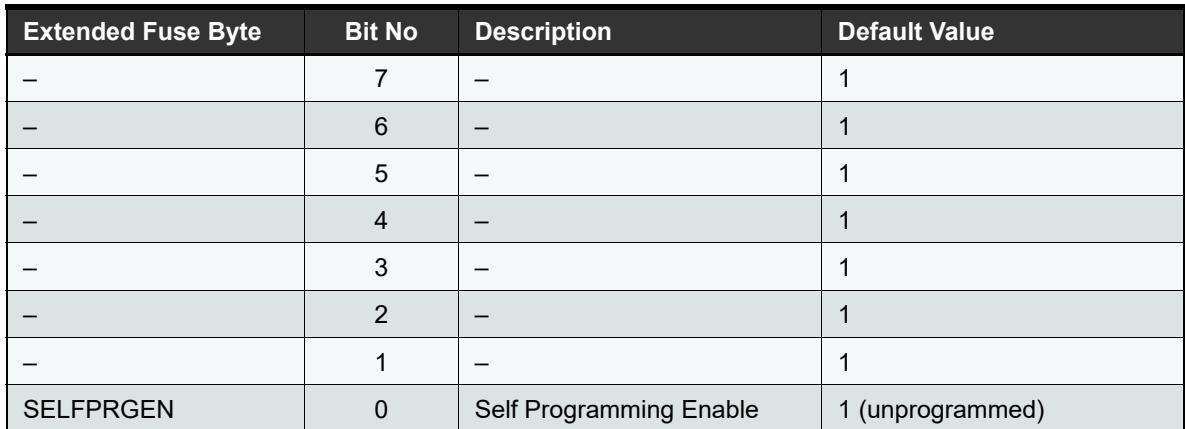 Extended Fuse Byte Bit No Description Default Value
– 7 – 1
– 6 – 1
– 5 – 1
– 4 – 1
– 3 – 1
– 2 – 1
– 1 – 1
SELFPRGEN 0 Self Programming Enable 1 (unprogrammed)